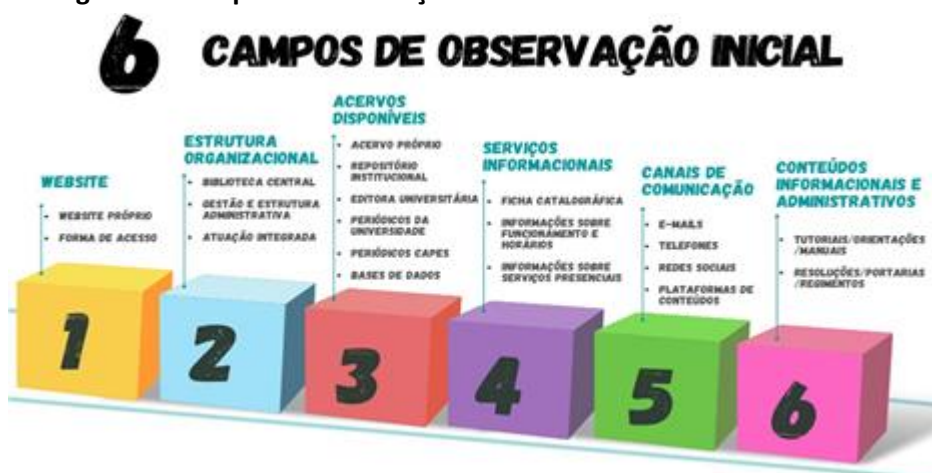 6 CAMPOS DE OBSERVAÇÃO INICIAL
WEBSITE
• WEBSITE PRÓPRIO
• FORMA DE ACESSO
1
ESTRUTURA
ORGANIZACIONAL
• BIBLIOTECA CENTRAL
• GESTÃO E ESTRUTURA
ADMINISTRATIVA
• ATUAÇÃO INTEGRADA
2
ACERVOS
DISPONÍVEIS
• ACERVO PRÓPRIO
• REPOSITÓRIO
INSTITUCIONAL
• EDITORA UNIVERSITÁRIA
• PERIÓDICOS DA
UNIVERSIDADE
• PERIÓDICOS CAPES
• BASES DE DADOS
3
SERVIÇOS
INFORMACIONAIS
• FICHA CATALOGRÁFICA
• INFORMAÇÕES SOBRE
FUNCIONAMENTO E
HORÁRIOS
• INFORMAÇÕES SOBRE
SERVIÇOS PRESENCIAIS
4
CANAIS DE
COMUNICAÇÃO
• E-MAILS
• TELEFONES
• REDES SOCIAIS
• PLATAFORMAS DE
CONTEÚDOS
5
CONTEÚDOS
INFORMACIONAIS E
ADMINISTRATIVOS
• TUTORIAIS/ORIENTAÇÕES
/MANUAIS
• RESOLUÇÕES/PORTARIAS
/REGIMENTOS
6